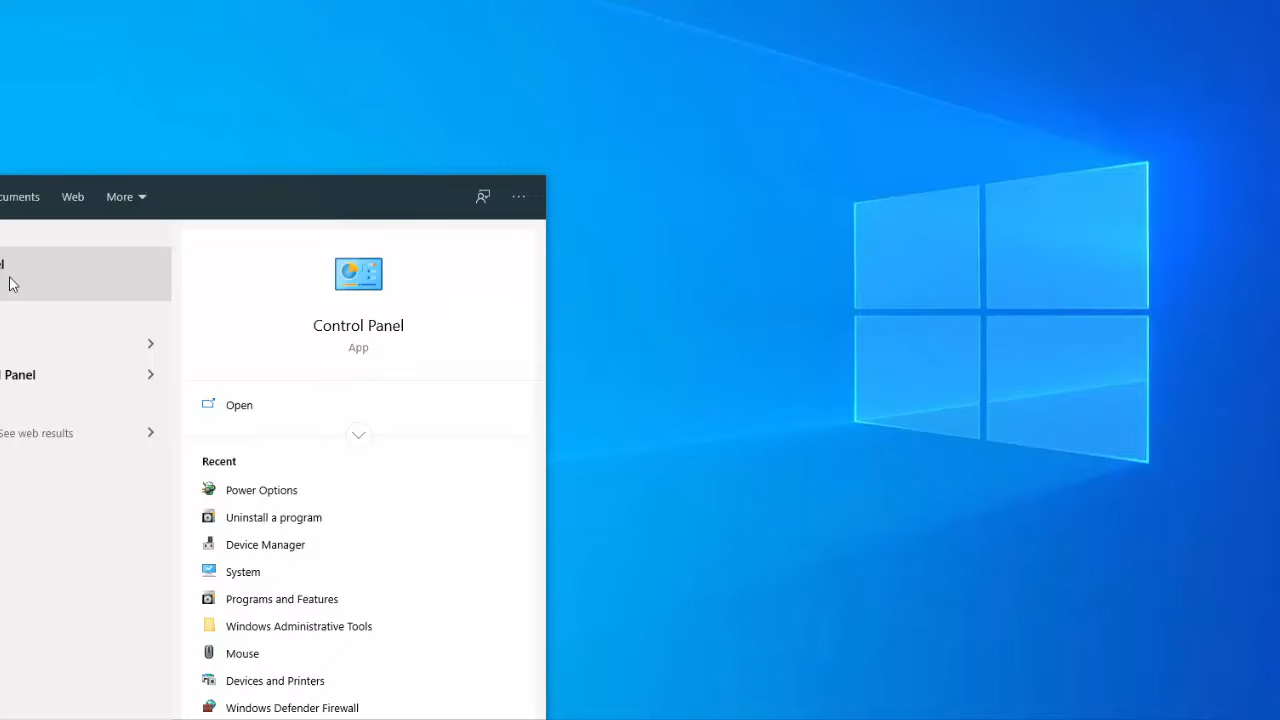 cuments Web More
el
Control Panel
App
l Panel
Open
See web results
Recent
Power Options
Uninstall a program
Device Manager
System
Programs and Features
Windows Administrative Tools
Mouse
Devices and Printers
Windows Defender Firewall